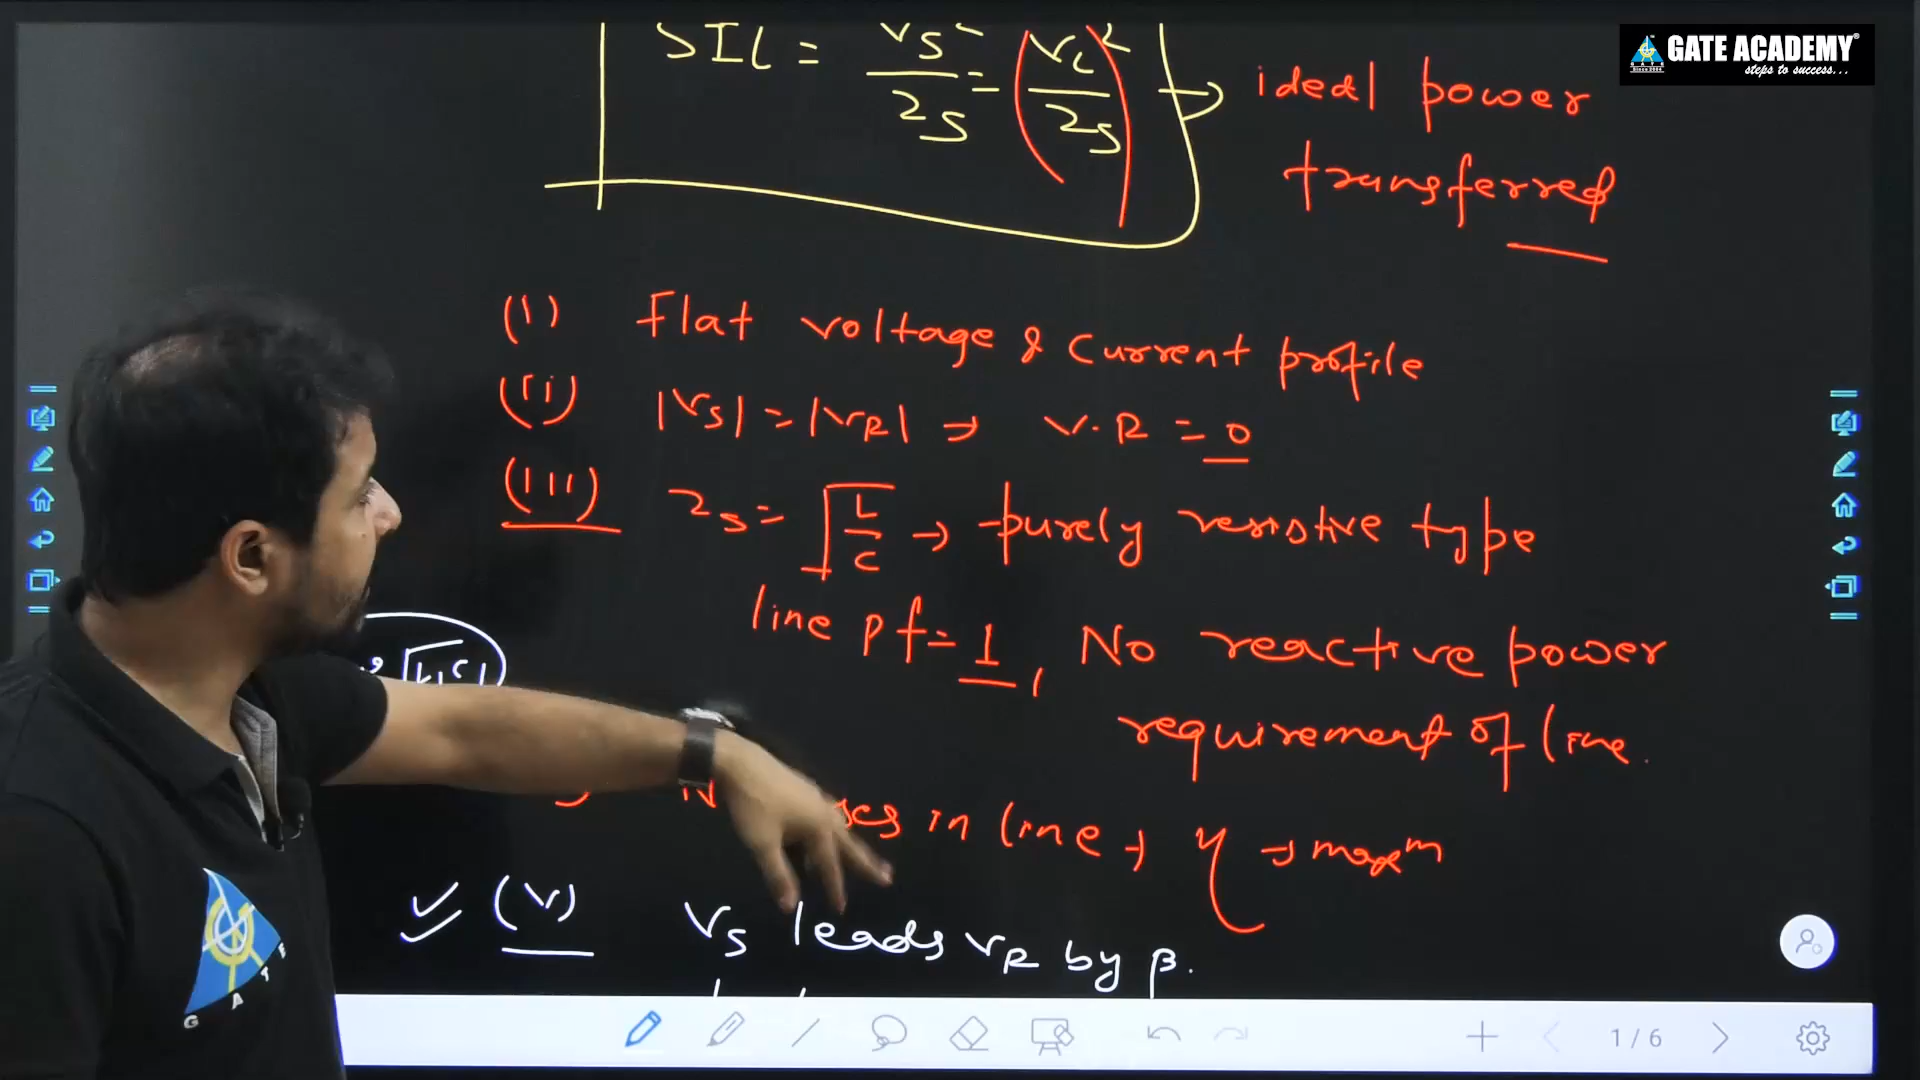 GATE ACADEMY
steps to success...
SIL = Vs² / Zs = (VL² / Zs) → ideal power
transferred
(i) Flat voltage & current profile
(ii) |Vs| = |VR| → V.R = 0
(iii) Zs = √L/C → purely resistive type
line pf = 1, No reactive power
requirement of line.
in line → η → maxm
(V) Vs leads VR by β.
1/6
GATE